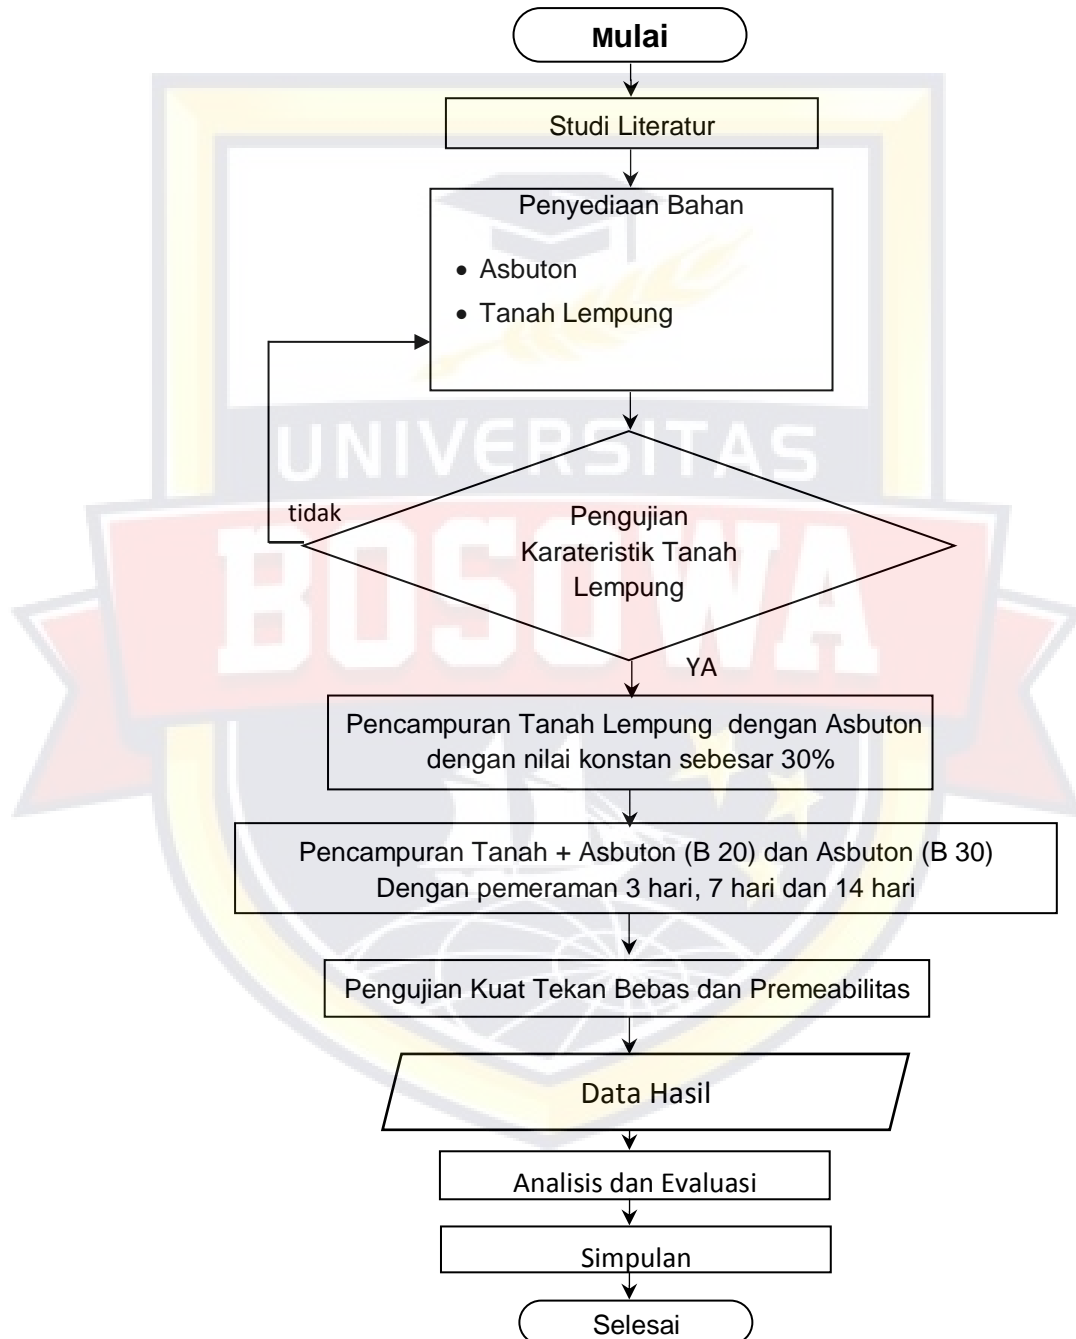 Mulai
Studi Literatur
Penyediaan Bahan
• Asbuton
• Tanah Lempung
UNIVERSITAS
tidak
BOSOWA
Pengujian
Karateristik Tanah
Lempung
YA
Pencampuran Tanah Lempung dengan Asbuton
dengan nilai konstan sebesar 30%
Pencampuran Tanah + Asbuton (B 20) dan Asbuton (B 30)
Dengan pemeraman 3 hari, 7 hari dan 14 hari
Pengujian Kuat Tekan Bebas dan Premeabilitas
Data Hasil
Analisis dan Evaluasi
Simpulan
Selesai